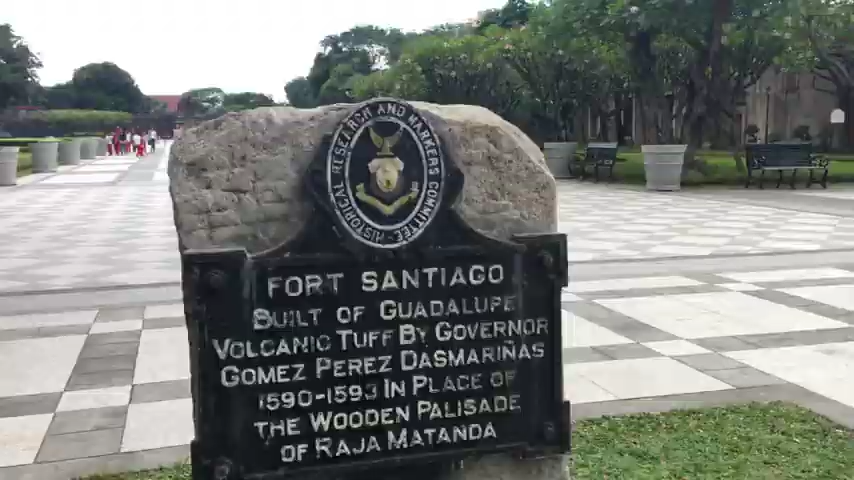 HISTORICAL RESEARCH AND MARKERS COMMITTEE
FORT SANTIAGO
BUILT OF GUADALUPE
VOLCANIC TUFF BY GOVERNOR
GOMEZ PEREZ DASMARIÑAS
1590-1593 IN PLACE OF
THE WOODEN PALISADE
OF RAJA MATANDA